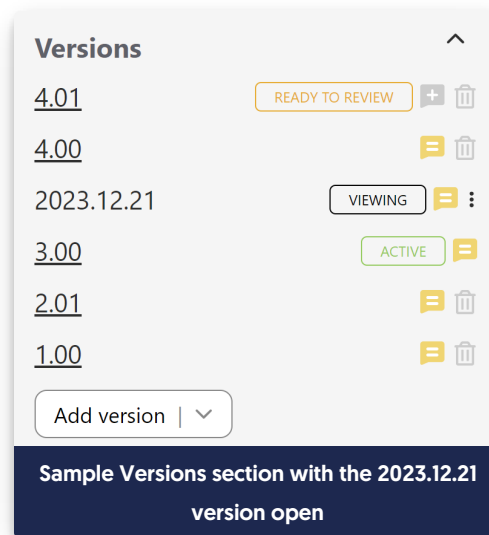 Versions
4.01 READY TO REVIEW
4.00
2023.12.21 VIEWING
3.00 ACTIVE
2.01
1.00
Add version |
Sample Versions section with the 2023.12.21
version open